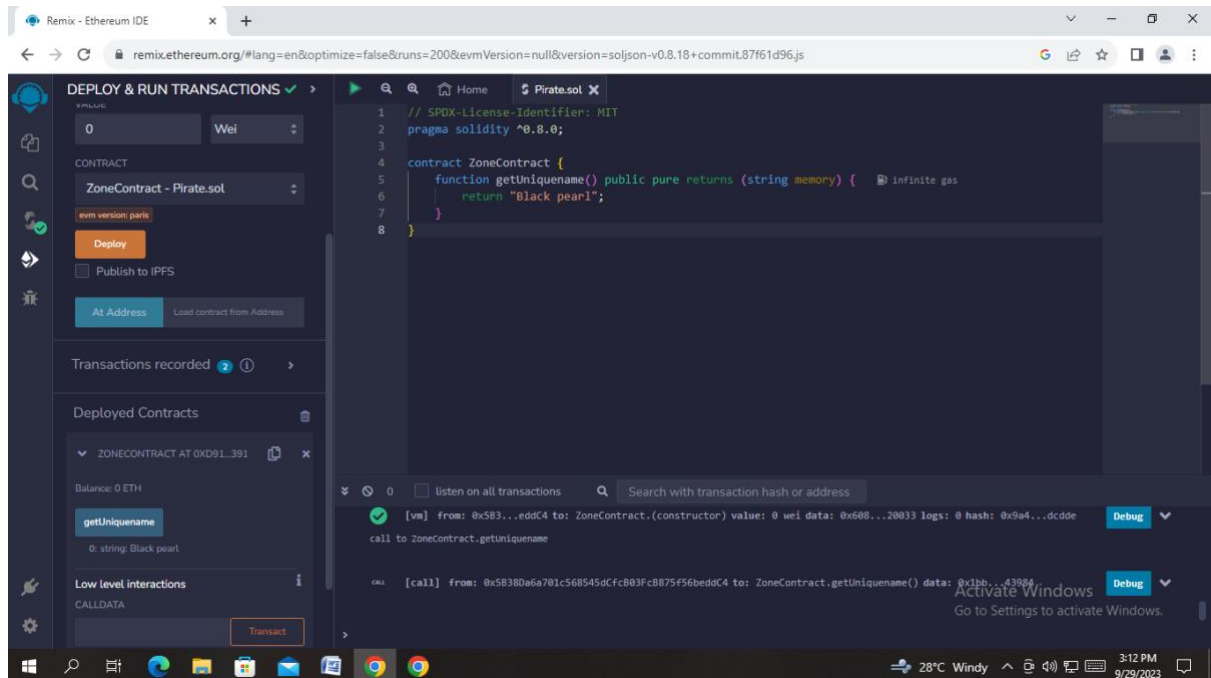 Remix - Ethereum IDE
remix.ethereum.org/#lang=en&optimize=false&runs=200&evmVersion=null&version=soljson-v0.8.18+commit.87f61d96.js
DEPLOY & RUN TRANSACTIONS
VALUE
0 Wei
CONTRACT
ZoneContract - Pirate.sol
evm version: paris
Deploy
Publish to IPFS
At Address Load contract from Address
Transactions recorded 2
Deployed Contracts
ZONECONTRACT AT 0XD91...391
Balance: 0 ETH
getUniquename
0: string: Black pearl
Low level interactions
CALLDATA
Transact
Home Pirate.sol
1 // SPDX-License-Identifier: MIT
2 pragma solidity ^0.8.0;
3
4 contract ZoneContract {
5 function getUniquename() public pure returns (string memory) { infinite gas
6 return "Black pearl";
7 }
8 }
0 listen on all transactions Search with transaction hash or address
[vm] from: 0x5B3...eddC4 to: ZoneContract.(constructor) value: 0 wei data: 0x608...20033 logs: 0 hash: 0x9a4...dcdde Debug
call to ZoneContract.getUniquename
CALL [call] from: 0x5B38Da6a701c568545dCfcB03FcB875f56beddC4 to: ZoneContract.getUniquename() data: 0x1bb...43984 Debug
Activate Windows
Go to Settings to activate Windows.
28°C Windy
3:12 PM
9/29/2023